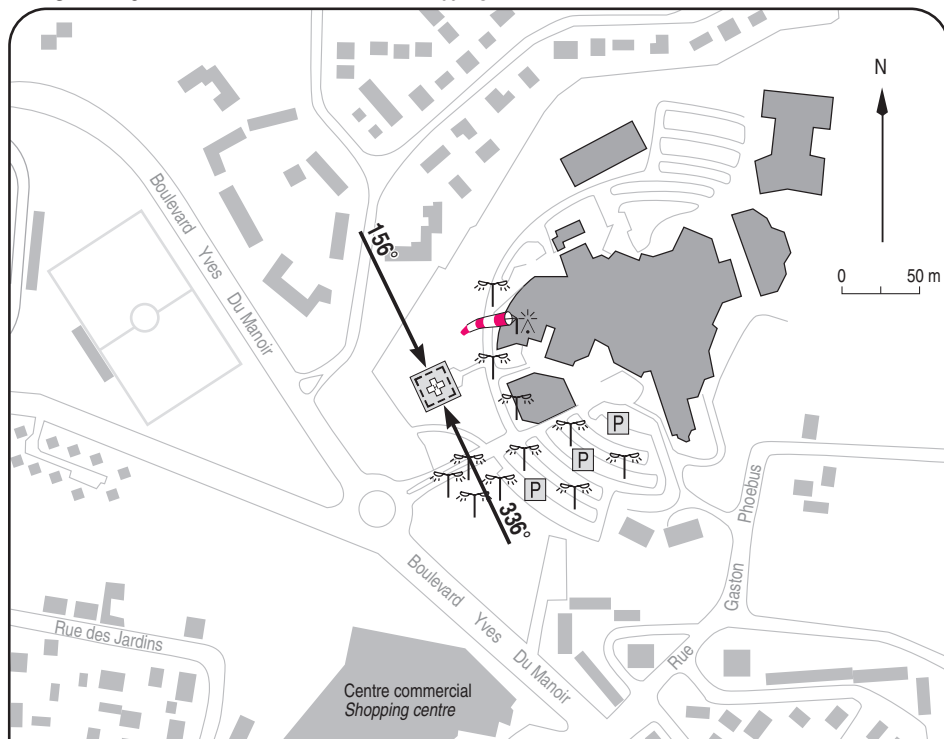 N
0 50 m
Boulevard Yves Du Manoir
156°
P
P
P
336°
Boulevard Yves Du Manoir
Gaston Phoebus
Rue
Rue des Jardins
Centre commercial
Shopping centre